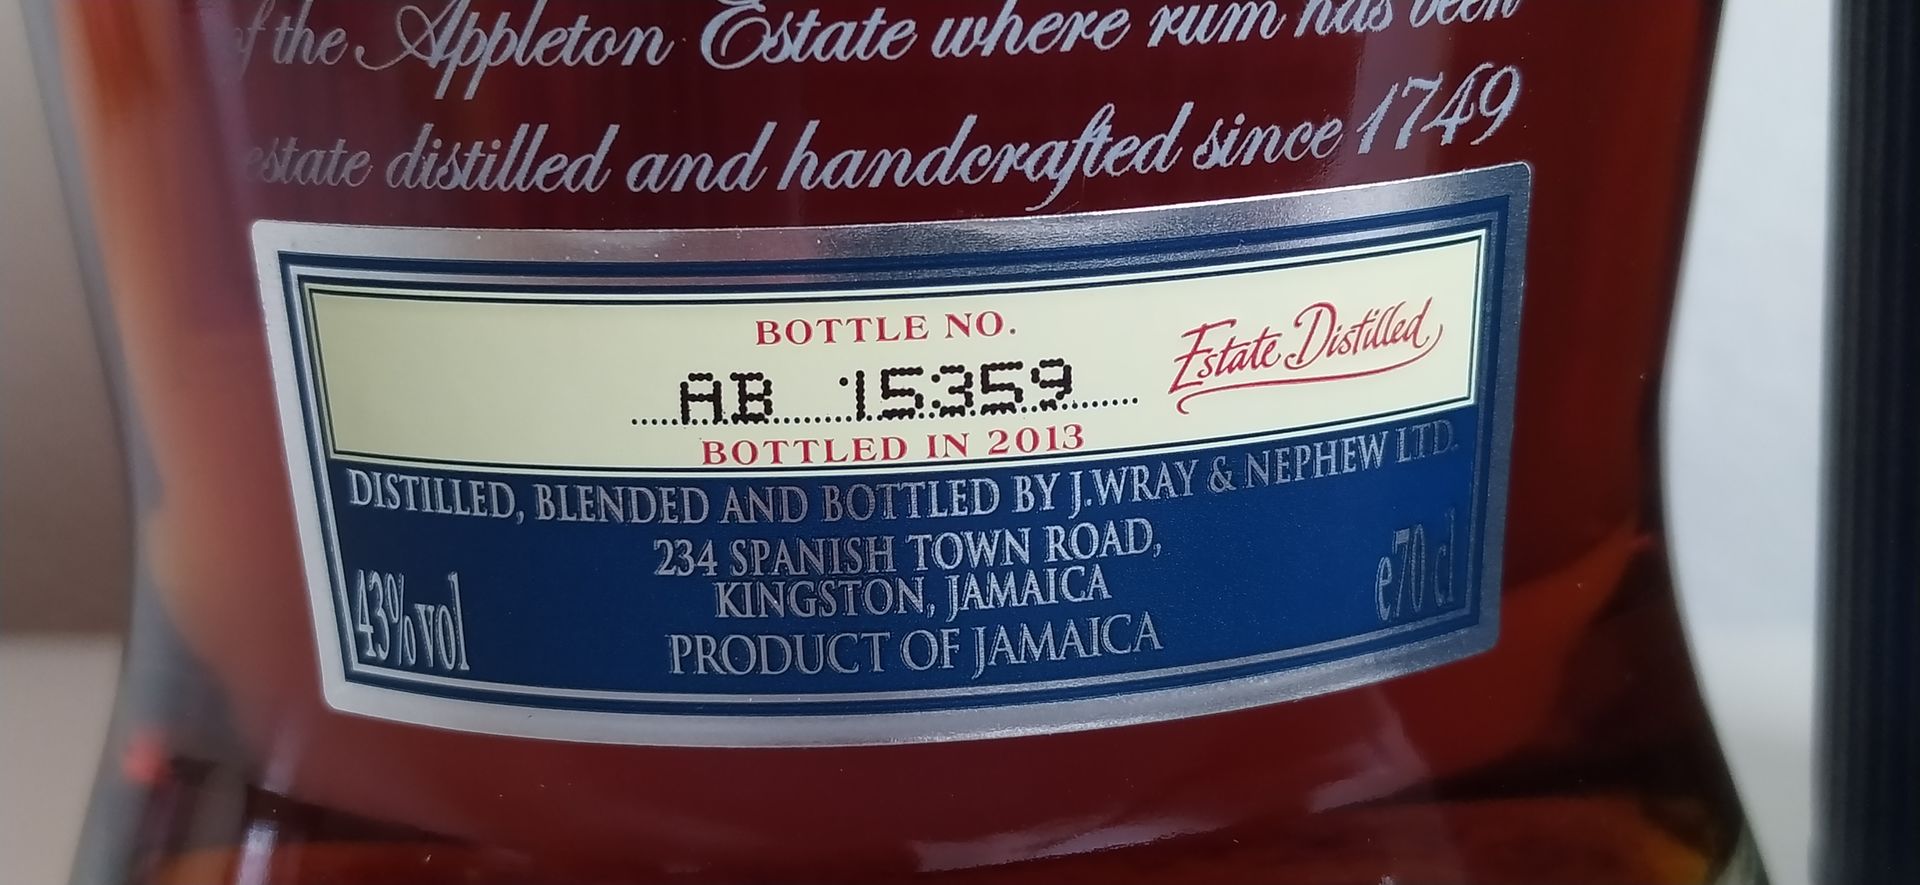 of the Appleton Estate where rum has been
estate distilled and handcrafted since 1749
BOTTLE NO.
AB 15359
Estate Distilled
BOTTLED IN 2013
DISTILLED, BLENDED AND BOTTLED BY J.WRAY & NEPHEW LTD.
234 SPANISH TOWN ROAD,
KINGSTON, JAMAICA
43%vol
e70 cl
PRODUCT OF JAMAICA